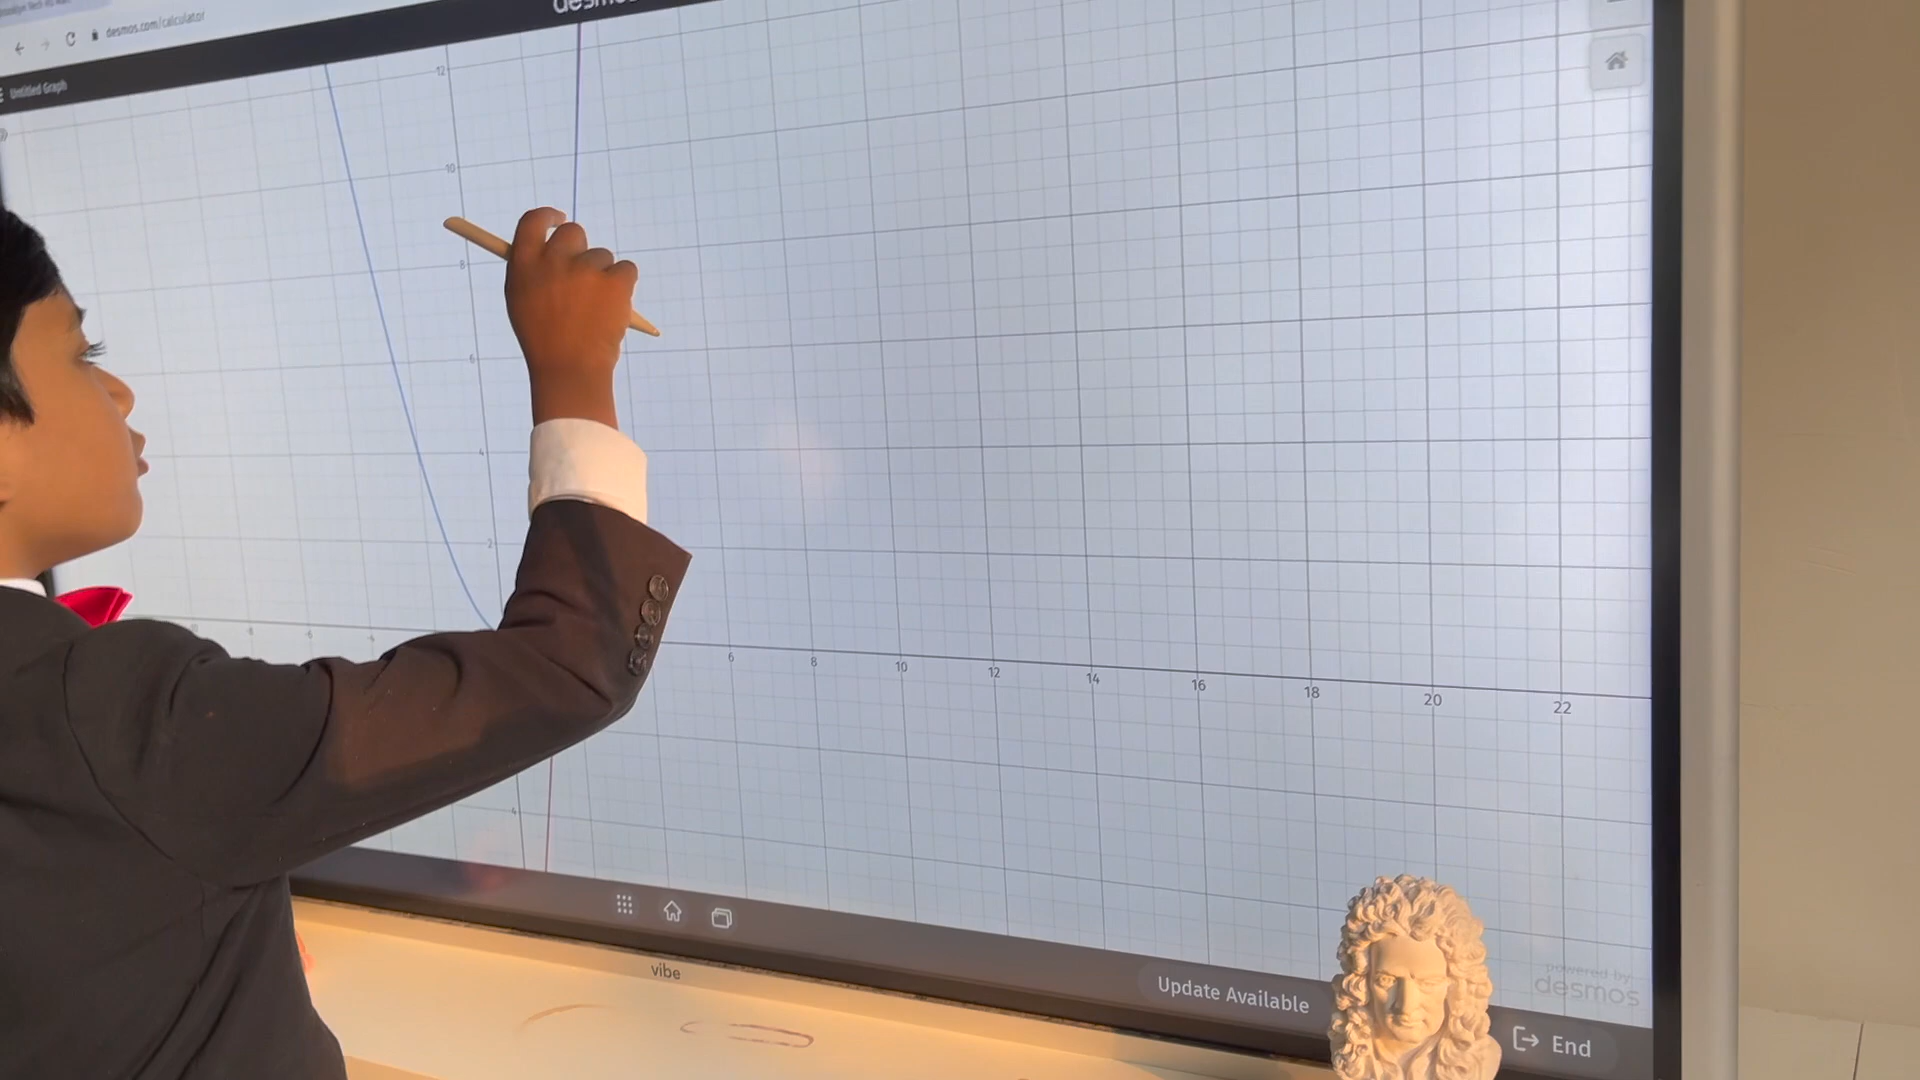 desmos
desmos.com/calculator
Untitled Graph
12
10
8
6
4
2
6
8
10
12
14
16
18
20
22
vibe
Update Available
powered by
desmos
End